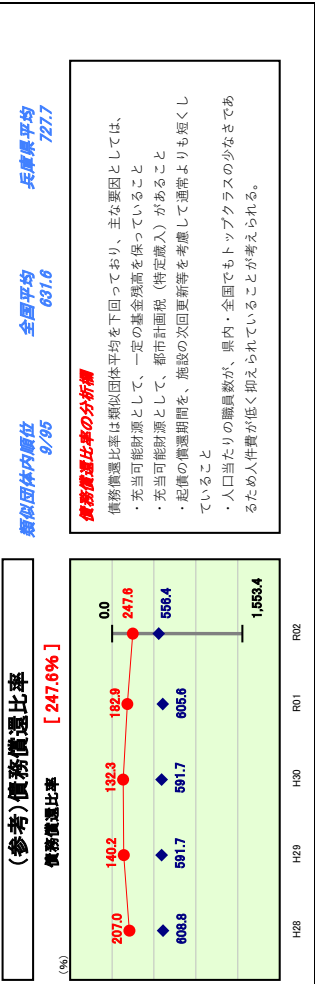 (参考)債務償還比率
債務償還比率
[ 247.6% ]
(%)
207.0
140.2
132.3
182.9
247.6
0.0
608.8
591.7
591.7
605.6
556.4
1,553.4
H28
H29
H30
R01
R02
類似団体内順位
9/95
全国平均
631.6
兵庫県平均
727.7
債務償還比率の分析欄
債務償還比率は類似団体平均を下回っており、主な要因としては、
・充当可能財源として、一定の基金残高を保っていること
・充当可能財源として、都市計画税（特定歳入）があること
・起債の償還期間を、施設の次回更新等を考慮して通常よりも短くし
ていること
・人口当たりの職員数が、県内・全国でもトップクラスの少なさであ
るため人件費が低く抑えられていることが考えられる。